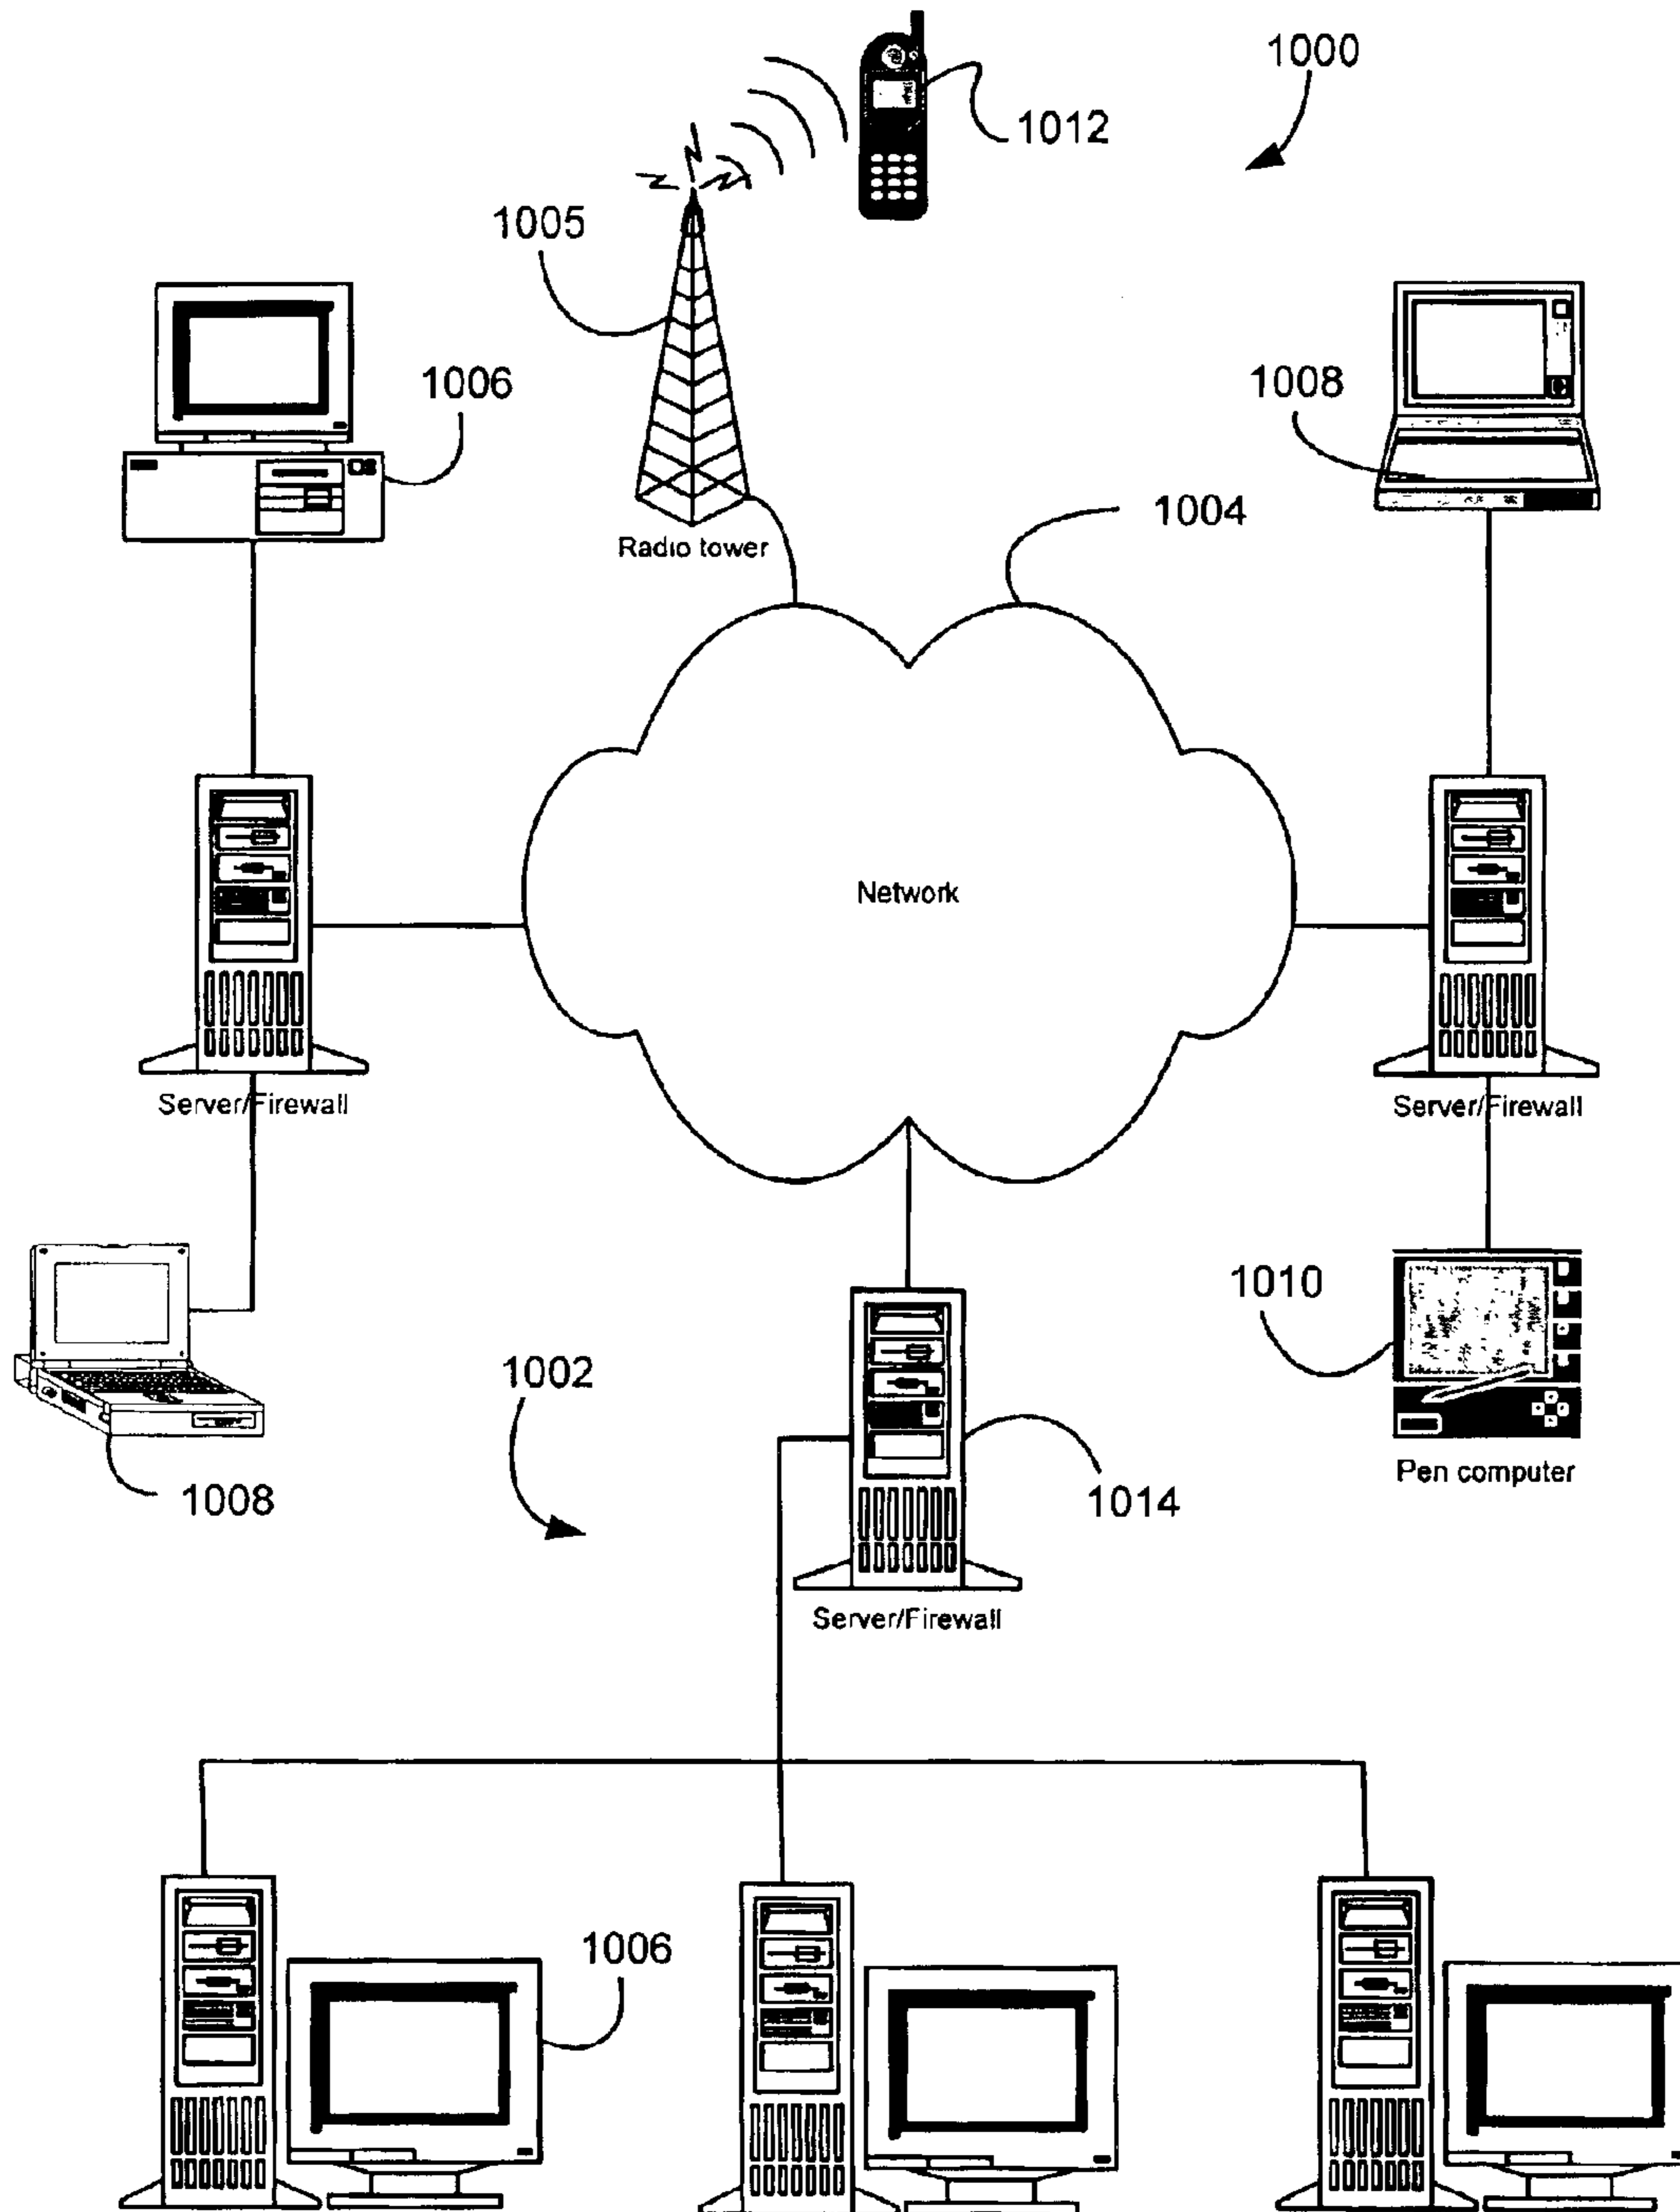 1000
1012
1005
1006
1008
1004
Radio tower
Network
Server/Firewall
Server/Firewall
1010
1002
1008
1014
Pen computer
Server/Firewall
1006